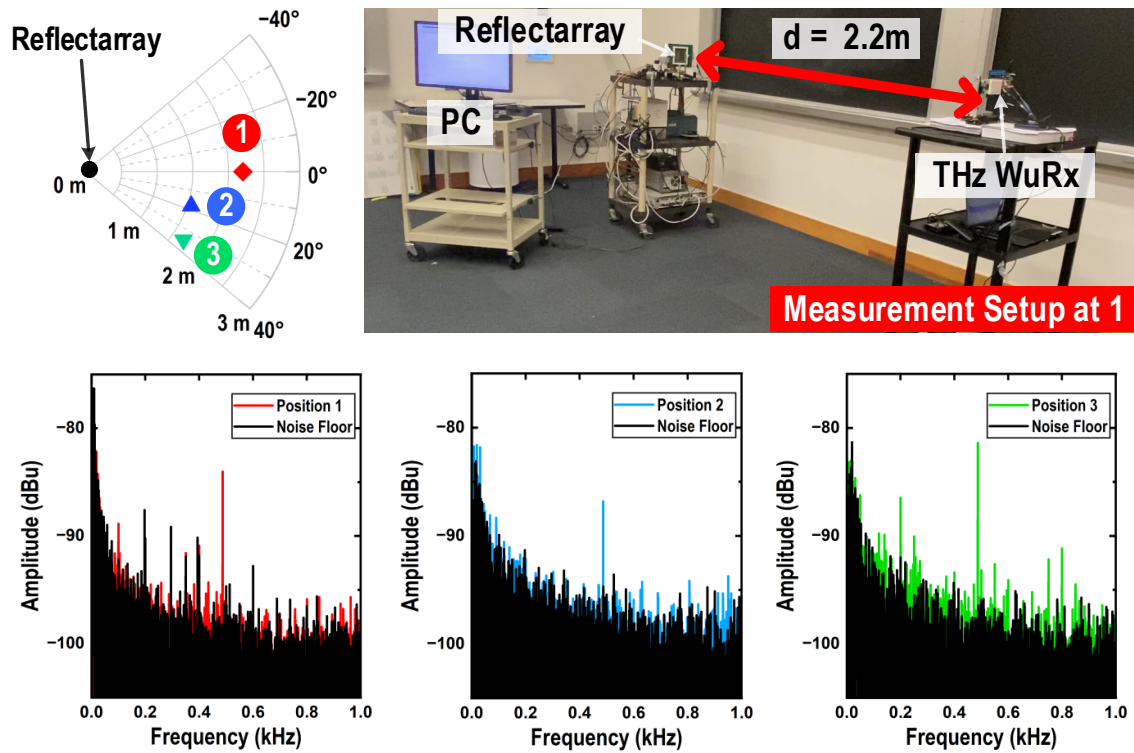 Reflectarray
−40°
−20°
0°
20°
40°
0 m
1 m
2 m
3 m
1
2
3
Reflectarray
d = 2.2m
PC
THz WuRx
Measurement Setup at 1
Position 1
Noise Floor
−80
−90
−100
Amplitude (dBu)
0.0 0.2 0.4 0.6 0.8 1.0
Frequency (kHz)
Position 2
Noise Floor
−80
−90
−100
Amplitude (dBu)
0.0 0.2 0.4 0.6 0.8 1.0
Frequency (kHz)
Position 3
Noise Floor
−80
−90
−100
Amplitude (dBu)
0.0 0.2 0.4 0.6 0.8 1.0
Frequency (kHz)